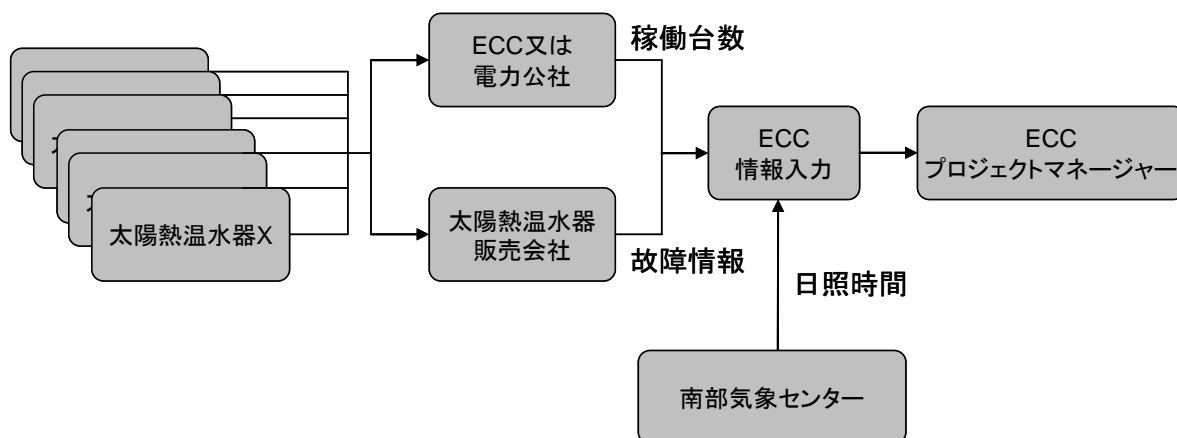 ECC又は
電力公社
稼働台数
太陽熱温水器X
太陽熱温水器
販売会社
故障情報
ECC
情報入力
ECC
プロジェクトマネージャー
日照時間
南部気象センター